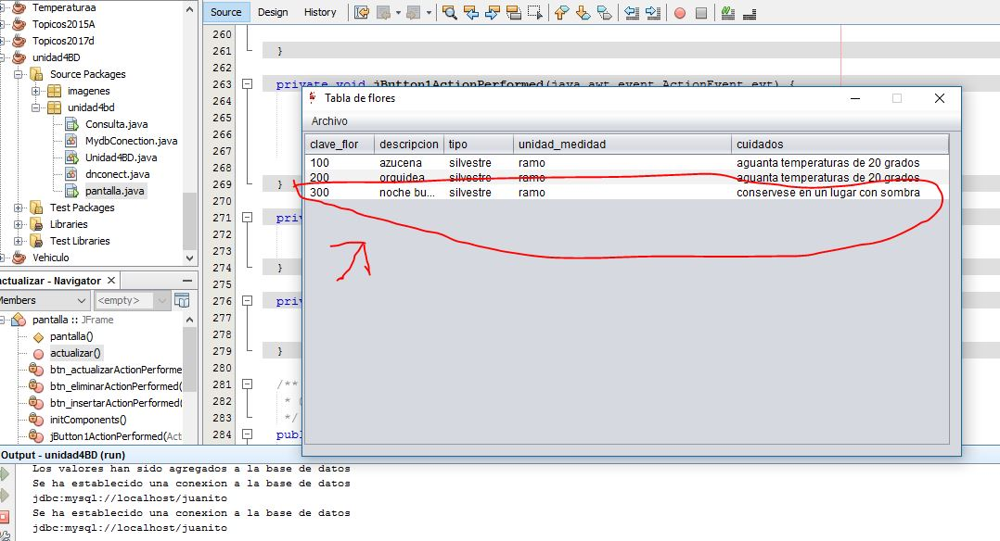 Temperaturaa
Topicos2015A
Topicos2017d
unidad4BD
Source Packages
imagenes
unidad4bd
Consulta.java
MydbConection.java
Unidad4BD.java
dnconect.java
pantalla.java
Test Packages
Libraries
Test Libraries
Vehiculo
actualizar - Navigator
Members
<empty>
pantalla :: JFrame
pantalla()
actualizar()
btn_actualizarActionPerforme
btn_eliminarActionPerformed(
btn_insertarActionPerformed(
initComponents()
jButton1ActionPerformed(Act
Source Design History
260
261 }
262
263 private void jButton1ActionPerformed(java.awt.event.ActionEvent evt) {
264
265
266
267
268
269 }
270
271 priv
272
273
274 }
275
276 priv
277
278
279 }
280
281 /**
282 * @
283 */
284 publ
Tabla de flores
Archivo
clave_flor descripcion tipo unidad_medidad cuidados
100 azucena silvestre ramo aguanta temperaturas de 20 grados
200 orquidea silvestre ramo aguanta temperaturas de 20 grados
300 noche bu... silvestre ramo conservese en un lugar con sombra
Output - unidad4BD (run)
Los valores han sido agregados a la base de datos
Se ha establecido una conexion a la base de datos
jdbc:mysql://localhost/juanito
Se ha establecido una conexion a la base de datos
jdbc:mysql://localhost/juanito